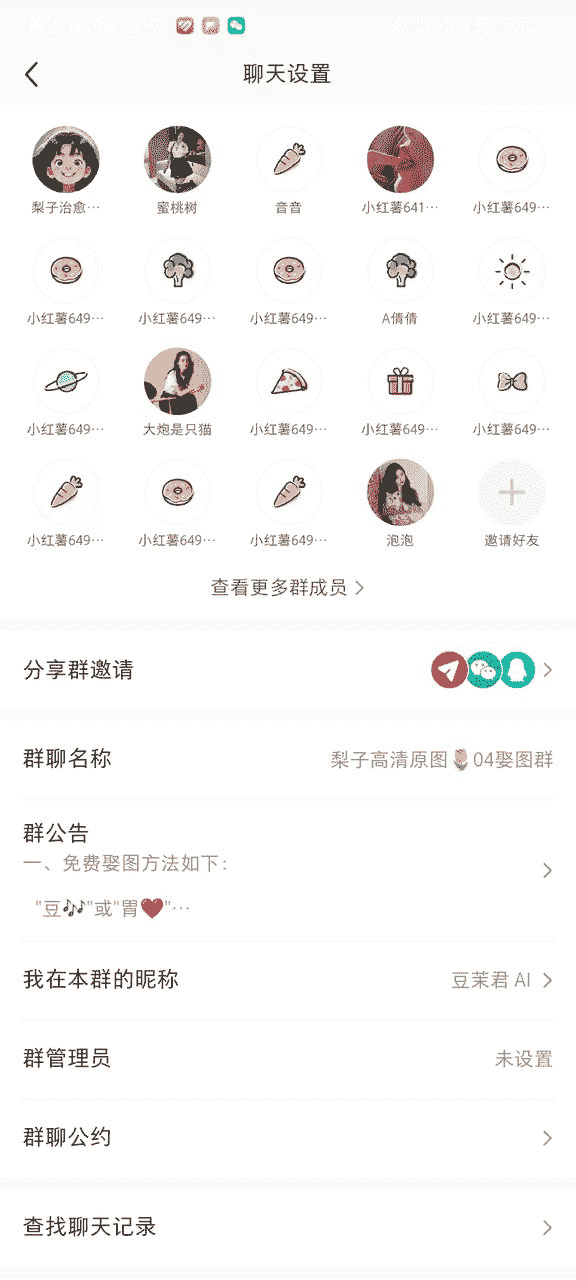 聊天设置
梨子治愈… 蜜桃树 音音 小红薯641… 小红薯649…
小红薯649… 小红薯649… 小红薯649… A倩倩 小红薯649…
小红薯649… 大炮是只猫 小红薯649… 小红薯649… 小红薯649…
小红薯649… 小红薯649… 小红薯649… 泡泡 邀请好友
查看更多群成员
分享群邀请
群聊名称 梨子高清原图🌷04娶图群
群公告
一、免费娶图方法如下：
"豆🎶"或"胃❤️"…
我在本群的昵称 豆茉君 AI
群管理员 未设置
群聊公约
查找聊天记录